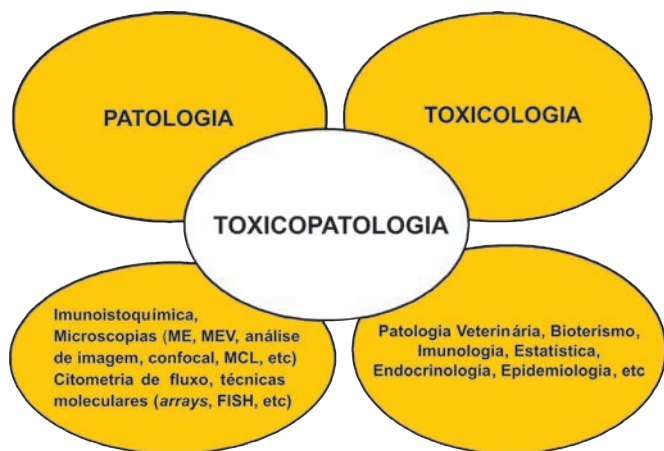 PATOLOGIA
TOXICOLOGIA
TOXICOPATOLOGIA
Imunoistoquímica,
Microscopias (ME, MEV, análise
de imagem, confocal, MCL, etc)
Citometria de fluxo, técnicas
moleculares (arrays, FISH, etc)
Patologia Veterinária, Bioterismo,
Imunologia, Estatística,
Endocrinologia, Epidemiologia, etc